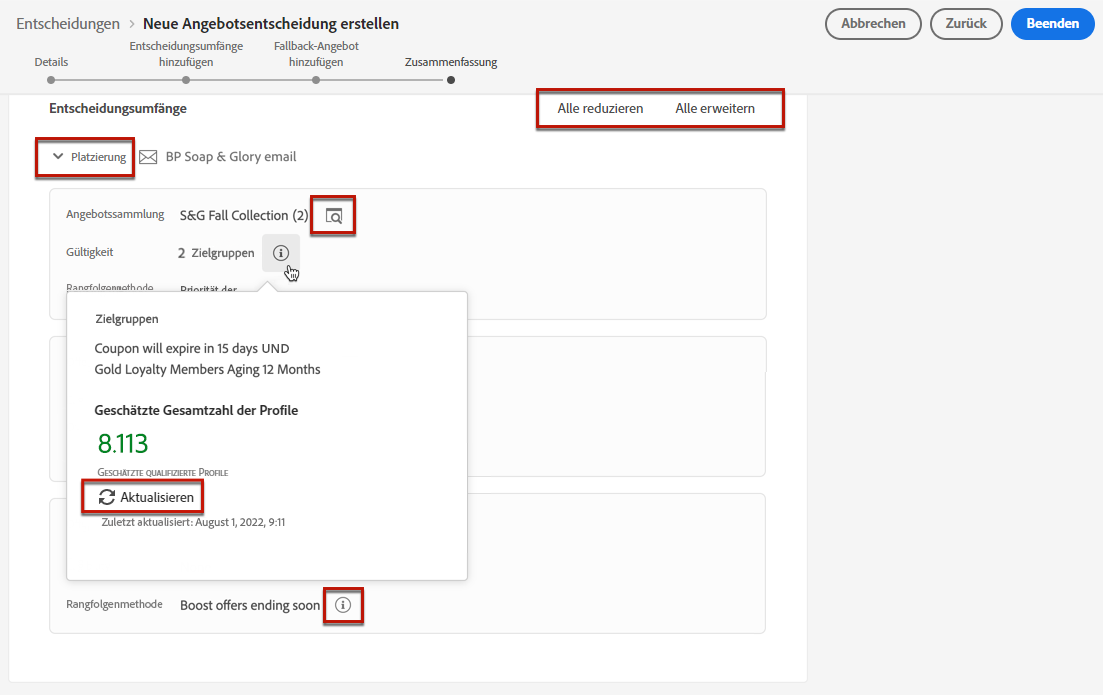 Entscheidungen > Neue Angebotsentscheidung erstellen
Abbrechen
Zurück
Beenden
Details
Entscheidungsumfänge
hinzufügen
Fallback-Angebot
hinzufügen
Zusammenfassung
Entscheidungsumfänge
Alle reduzieren
Alle erweitern
Platzierung
BP Soap & Glory email
Angebotssammlung S&G Fall Collection (2)
Gültigkeit 2 Zielgruppen
Rangfolgenmethode Priorität der
Zielgruppen
Coupon will expire in 15 days UND
Gold Loyalty Members Aging 12 Months
Geschätzte Gesamtzahl der Profile
8.113
Geschätzte qualifizierte Profile
Aktualisieren
Zuletzt aktualisiert: August 1, 2022, 9:11
Rangfolgenmethode Boost offers ending soon